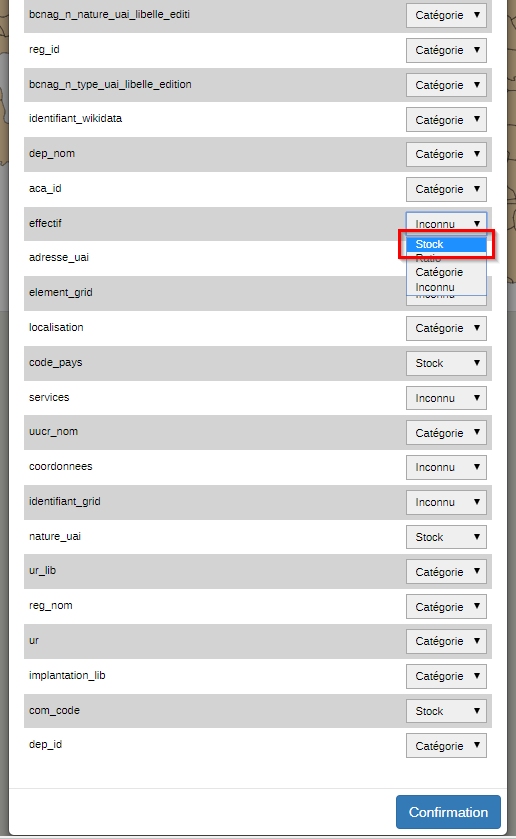 bcnag_n_nature_uai_libelle_editi Catégorie
reg_id Catégorie
bcnag_n_type_uai_libelle_edition Catégorie
identifiant_wikidata Catégorie
dep_nom Catégorie
aca_id Catégorie
effectif Inconnu
Stock
adresse_uai Ratio
Catégorie
Inconnu
element_grid Inconnu
localisation Catégorie
code_pays Stock
services Inconnu
uucr_nom Catégorie
coordonnees Inconnu
identifiant_grid Inconnu
nature_uai Stock
ur_lib Catégorie
reg_nom Catégorie
ur Catégorie
implantation_lib Catégorie
com_code Stock
dep_id Catégorie
Confirmation